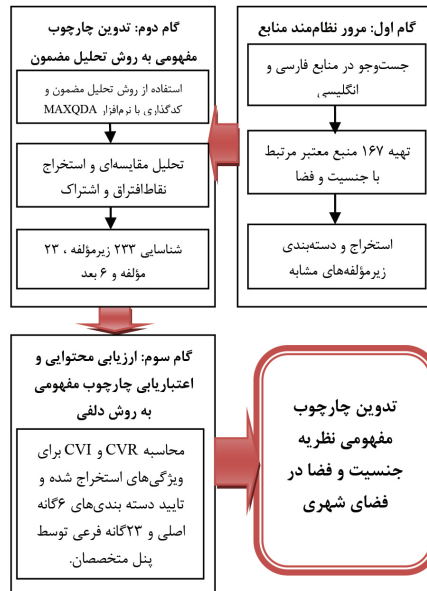 گام اول: مرور نظام‌مند منابع
جست‌وجو در منابع فارسی و
انگلیسی
تهیه ۱۶۷ منبع معتبر مرتبط
با جنسیت و فضا
استخراج و دسته‌بندی
زیرمؤلفه‌های مشابه
گام دوم: تدوین چارچوب
مفهومی به روش تحلیل مضمون
استفاده از روش تحلیل مضمون و
کدگذاری با نرم‌افزار MAXQDA
تحلیل مقایسه‌ای و استخراج
نقاط‌افتراق و اشتراک
شناسایی ۲۳۳ زیرمؤلفه ، ۲۳
مؤلفه و ۶ بعد
گام سوم: ارزیابی محتوایی و
اعتباریابی چارچوب مفهومی
به روش دلفی
محاسبه CVR و CVI برای
ویژگی‌های استخراج شده و
تایید دسته بندی‌های ۶گانه
اصلی و ۲۳گانه فرعی توسط
پنل متخصصان.
تدوین چارچوب
مفهومی نظریه
جنسیت و فضا در
فضای شهری